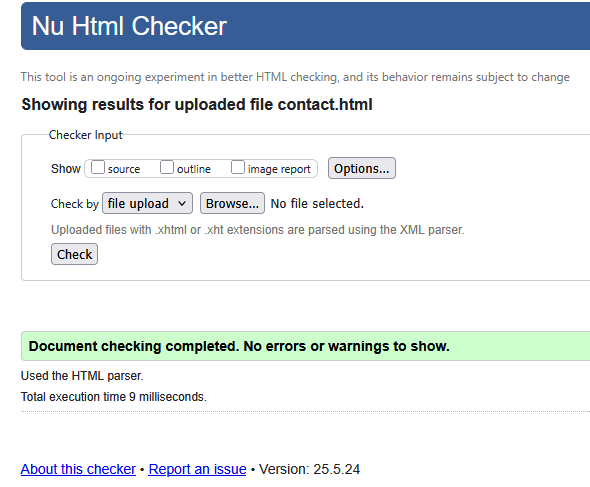 Nu Html Checker
This tool is an ongoing experiment in better HTML checking, and its behavior remains subject to change
Showing results for uploaded file contact.html
Checker Input
Show source outline image report Options...
Check by file upload Browse... No file selected.
Uploaded files with .xhtml or .xht extensions are parsed using the XML parser.
Check
Document checking completed. No errors or warnings to show.
Used the HTML parser.
Total execution time 9 milliseconds.
About this checker • Report an issue • Version: 25.5.24